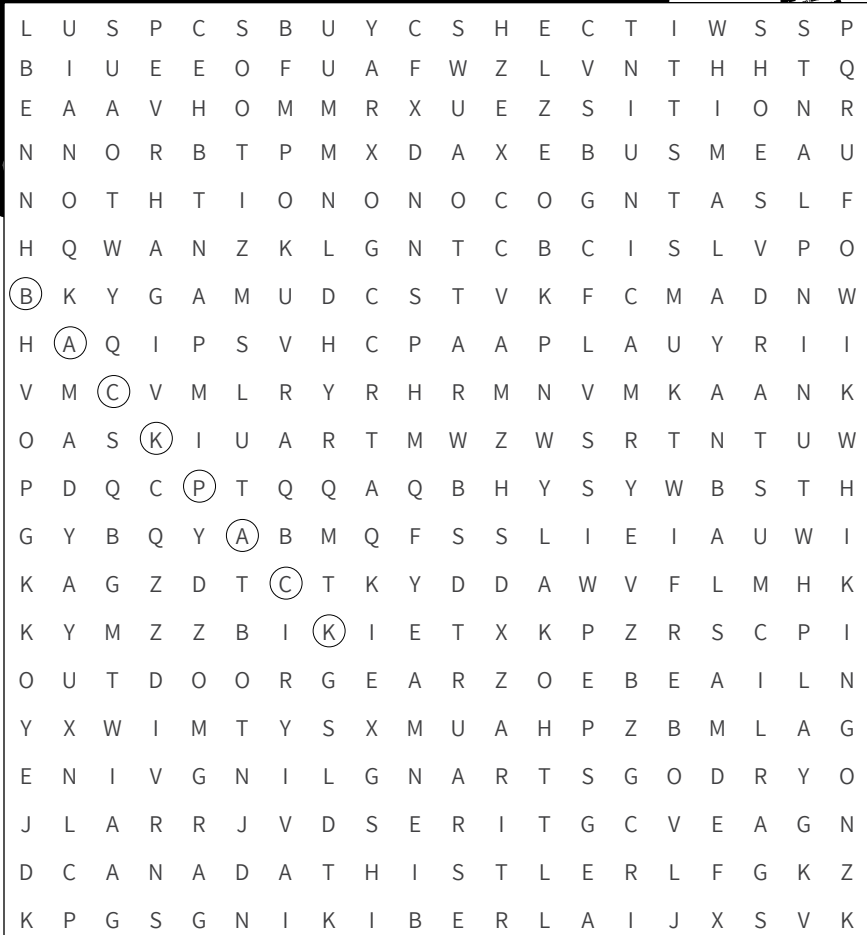 L U S P C S B U Y C S H E C T I W S S P
B I U E E O F U A F W Z L V N T H H T Q
E A A V H O M M R X U E Z S I T I O N R
N N O R B T P M X D A X E B U S M E A U
N O T H T I O N O N O C O G N T A S L F
H Q W A N Z K L G N T C B C I S L V P O
B K Y G A M U D C S T V K F C M A D N W
H A Q I P S V H C P A A P L A U Y R I I
V M C V M L R Y R H R M N V M K A A N K
O A S K I U A R T M W Z W S R T N T U W
P D Q C P T Q Q A Q B H Y S Y W B S T H
G Y B Q Y A B M Q F S S L I E I A U W I
K A G Z D T C T K Y D D A W V F L M H K
K Y M Z Z B I K I E T X K P Z R S C P I
O U T D O O R G E A R Z O E B E A I L N
Y X W I M T Y S X M U A H P Z B M L A G
E N I V G N I L G N A R T S G O D R Y O
J L A R R J V D S E R I T G C V E A G N
D C A N A D A T H I S T L E R L F G K Z
K P G S G N I K I B E R L A I J X S V K